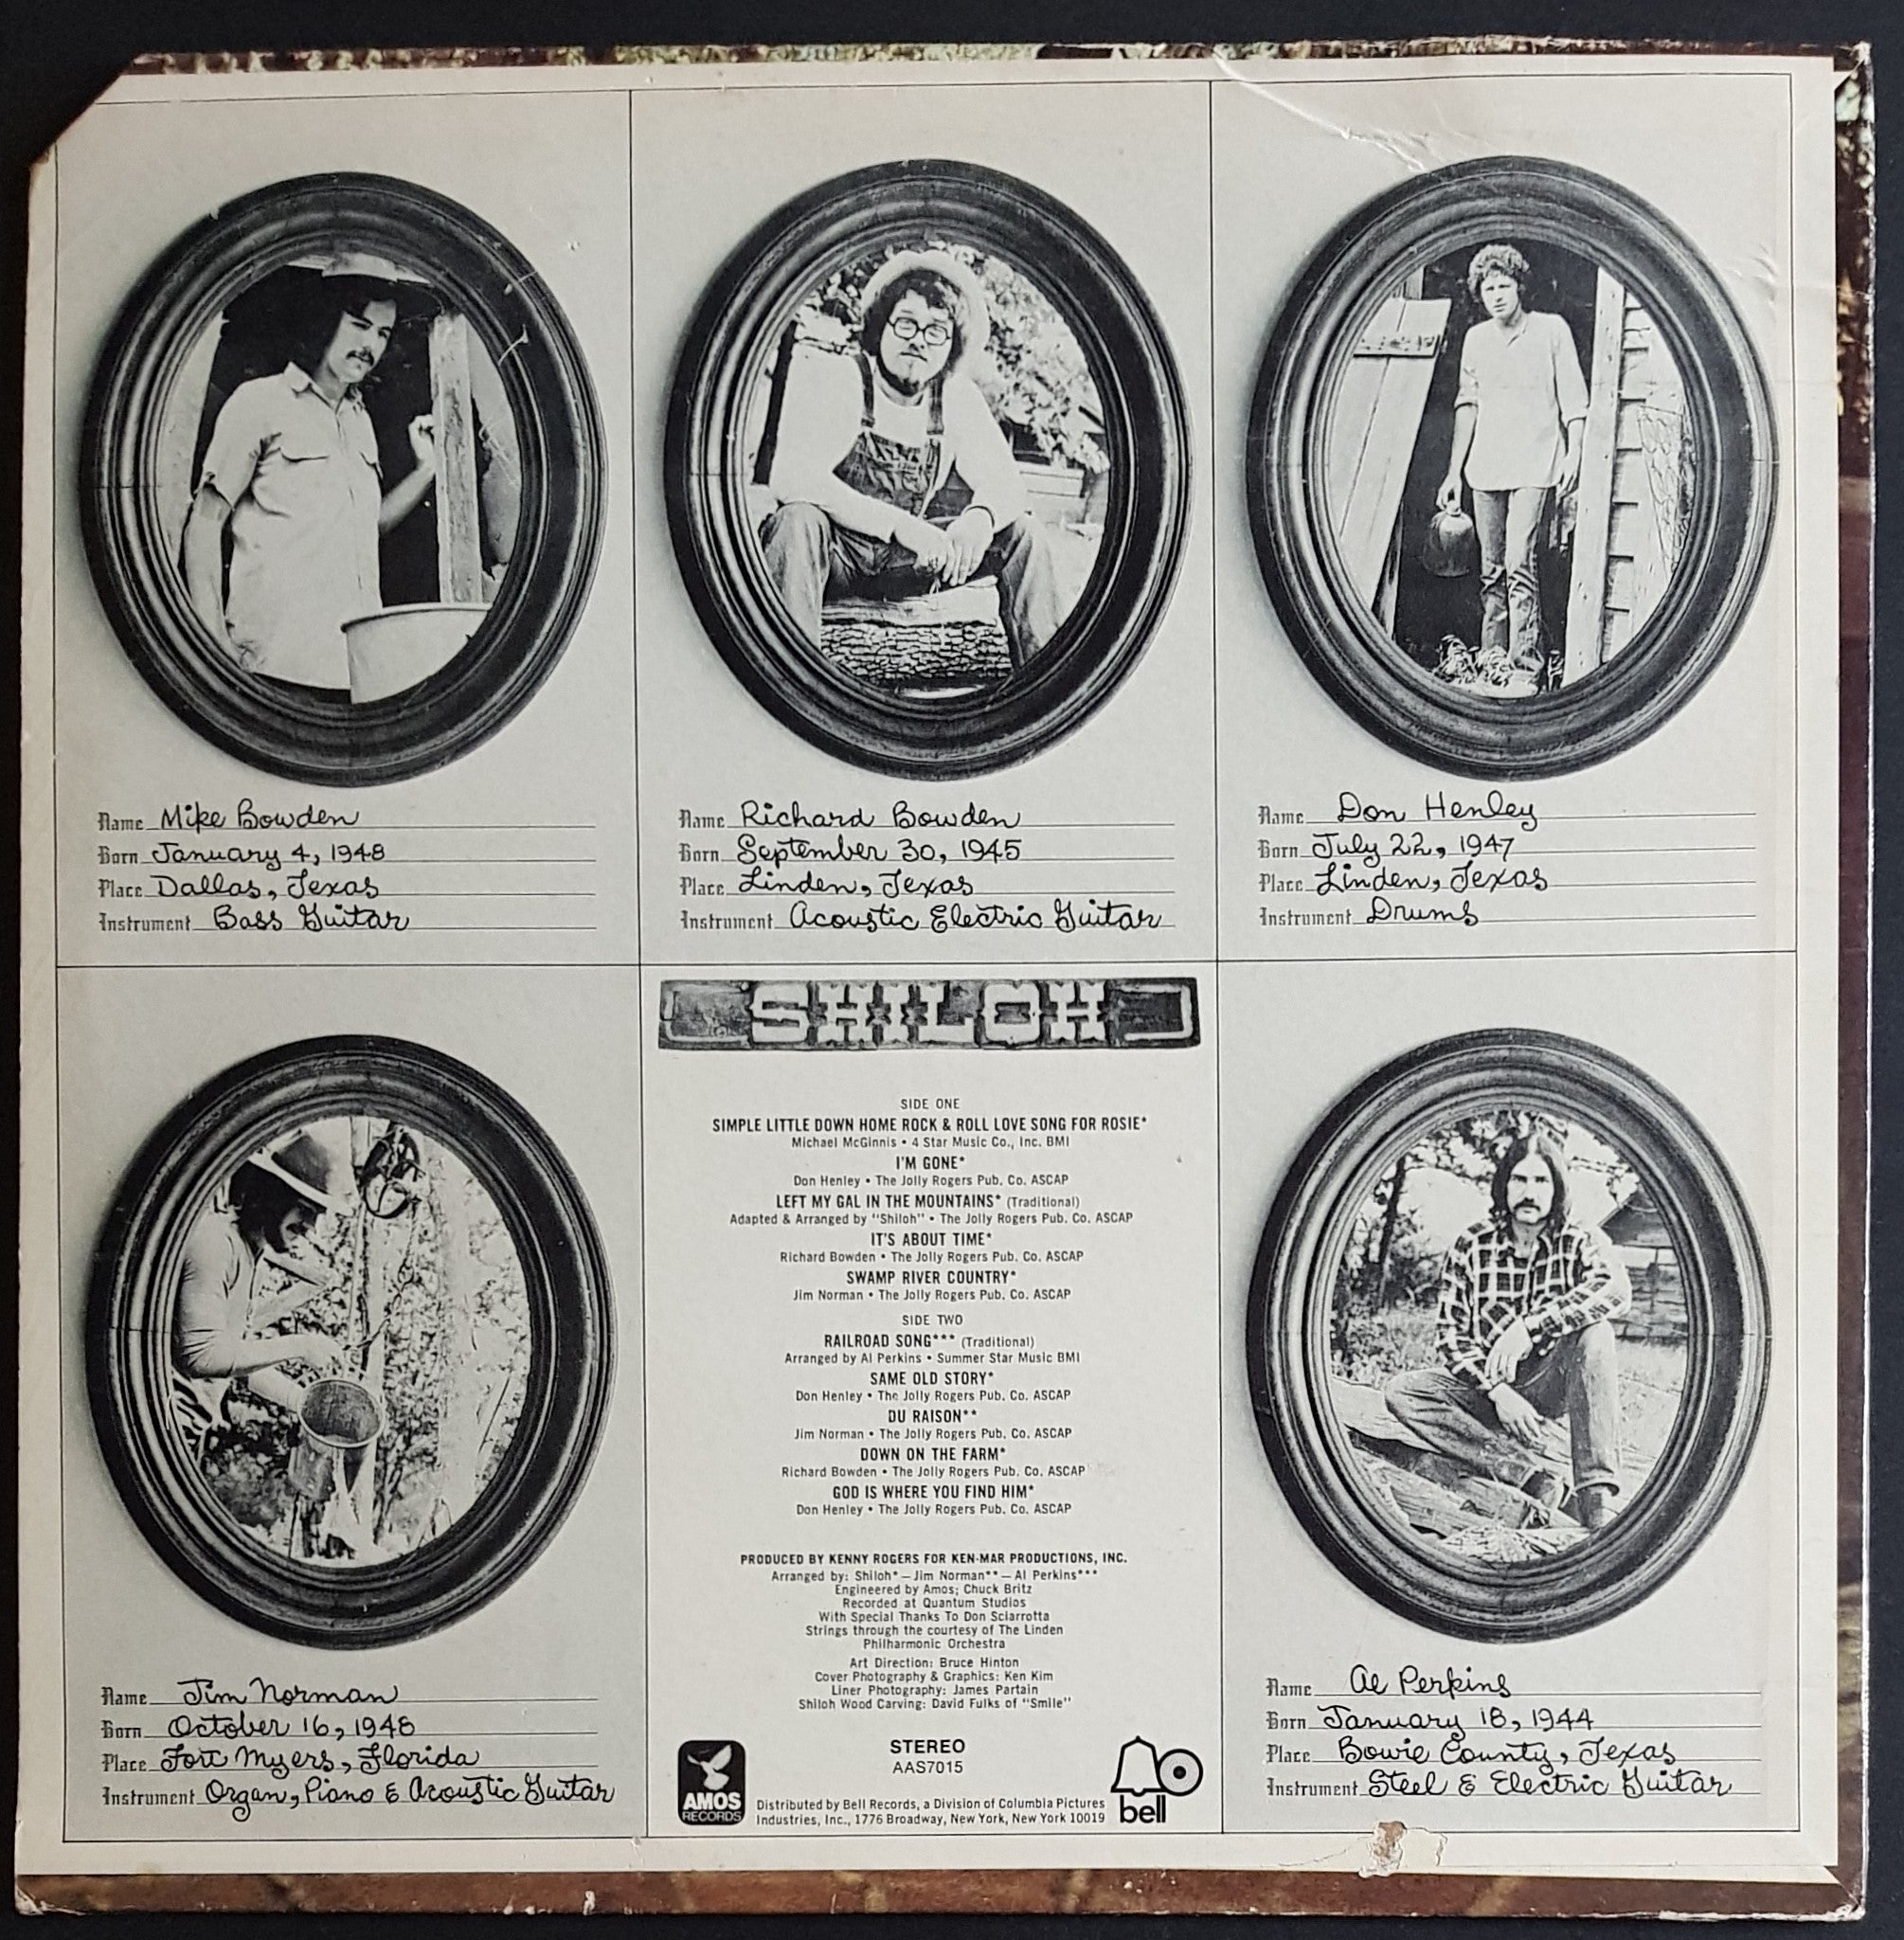 Name Mike Bowden
Born January 4, 1948
Place Dallas, Texas
Instrument Bass Guitar
Name Richard Bowden
Born September 30, 1945
Place Linden, Texas
Instrument Acoustic Electric Guitar
Name Don Henley
Born July 22, 1947
Place Linden, Texas
Instrument Drums
SHILOH
SIDE ONE
SIMPLE LITTLE DOWN HOME ROCK & ROLL LOVE SONG FOR ROSIE*
Michael McGinnis • 4 Star Music Co., Inc. BMI
I'M GONE*
Don Henley • The Jolly Rogers Pub. Co. ASCAP
LEFT MY GAL IN THE MOUNTAINS* (Traditional)
Adapted & Arranged by "Shiloh" • The Jolly Rogers Pub. Co. ASCAP
IT'S ABOUT TIME*
Richard Bowden • The Jolly Rogers Pub. Co. ASCAP
SWAMP RIVER COUNTRY*
Jim Norman • The Jolly Rogers Pub. Co. ASCAP
SIDE TWO
RAILROAD SONG*** (Traditional)
Arranged by Al Perkins • Summer Star Music BMI
SAME OLD STORY*
Don Henley • The Jolly Rogers Pub. Co. ASCAP
DU RAISON**
Jim Norman • The Jolly Rogers Pub. Co. ASCAP
DOWN ON THE FARM*
Richard Bowden • The Jolly Rogers Pub. Co. ASCAP
GOD IS WHERE YOU FIND HIM*
Don Henley • The Jolly Rogers Pub. Co. ASCAP
PRODUCED BY KENNY ROGERS FOR KEN-MAR PRODUCTIONS, INC.
Arranged by: Shiloh* — Jim Norman** — Al Perkins***
Engineered by Amos; Chuck Britz
Recorded at Quantum Studios
With Special Thanks To Don Sciarrotta
Strings through the courtesy of The Linden
Philharmonic Orchestra
Art Direction: Bruce Hinton
Cover Photography & Graphics: Ken Kim
Liner Photography: James Partain
Shiloh Wood Carving: David Fulks of "Smile"
STEREO
AAS7015
AMOS
RECORDS
Distributed by Bell Records, a Division of Columbia Pictures
Industries, Inc., 1776 Broadway, New York, New York 10019
bell
Name Jim Norman
Born October 16, 1948
Place Fort Myers, Florida
Instrument Organ, Piano & Acoustic Guitar
Name Al Perkins
Born January 18, 1944
Place Bowie County, Texas
Instrument Steel & Electric Guitar